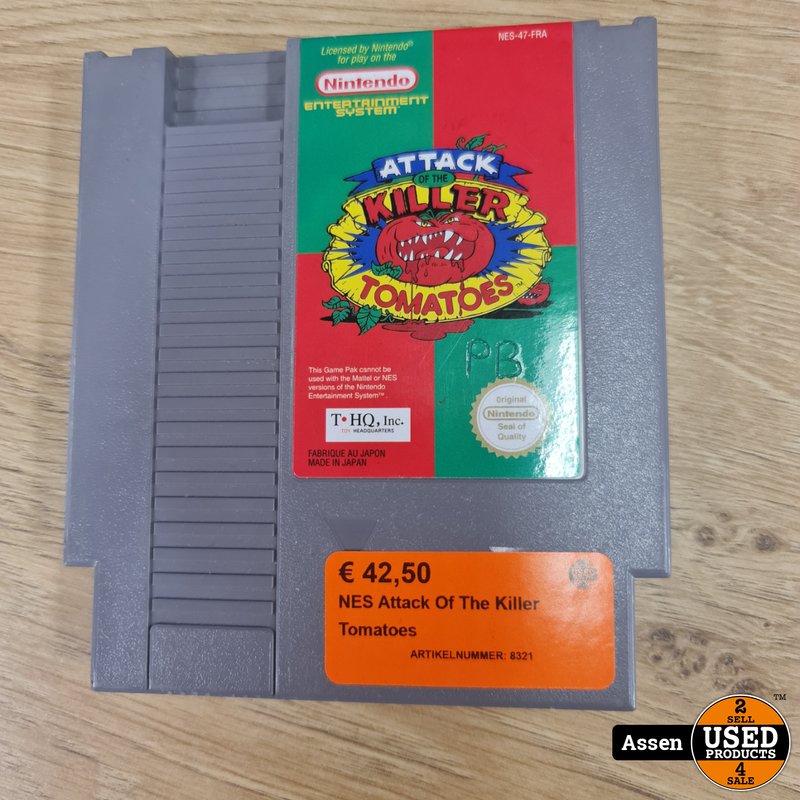 NES-47-FRA
Licensed by Nintendo®
for play on the
Nintendo
ENTERTAINMENT
SYSTEM™
ATTACK
OF THE
KILLER
TOMATOES™
PB
This Game Pak cannot be
used with the Mattel or NES
versions of the Nintendo
Entertainment System™.
T•HQ, Inc.
TOY HEADQUARTERS
Original
Nintendo
Seal of
Quality
FABRIQUE AU JAPON
MADE IN JAPAN
€ 42,50
NES Attack Of The Killer
Tomatoes
ARTIKELNUMMER: 8321
Assen
2
SELL
USED
PRODUCTS
4
SALE
TM